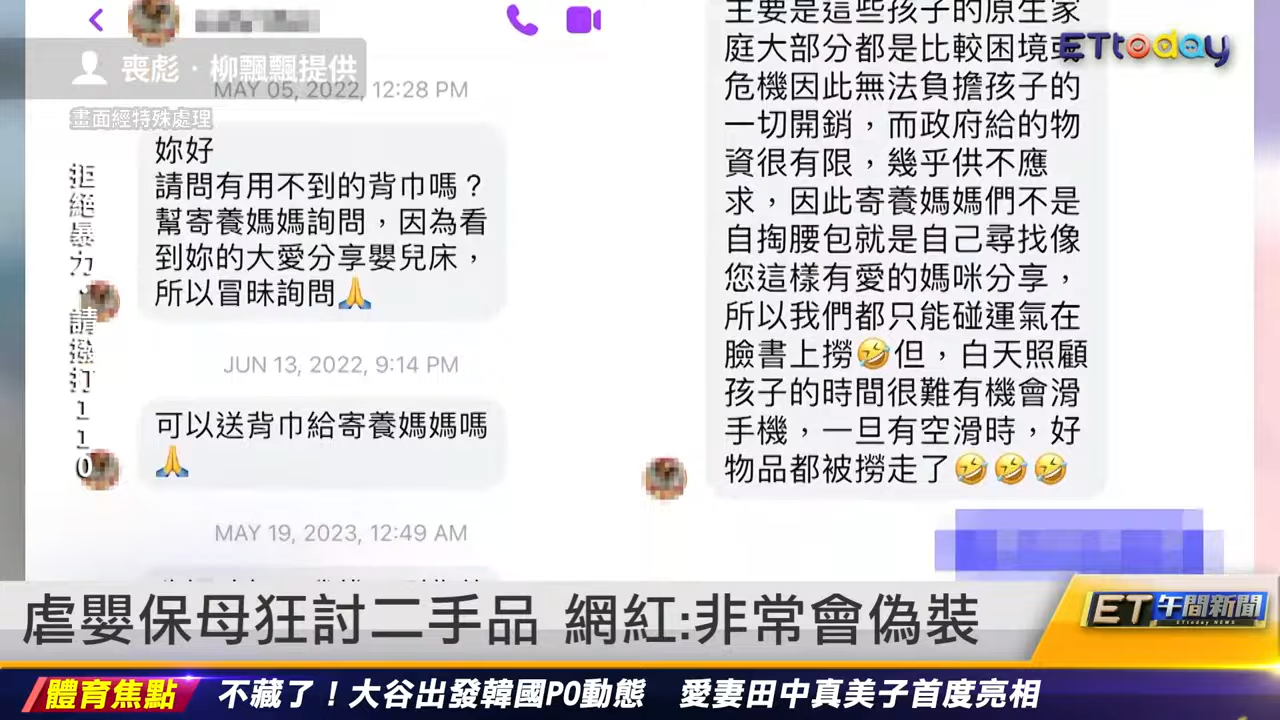 喪彪．柳飄飄提供
畫面經特殊處理
拒絕暴力．請撥打110
MAY 05, 2022, 12:28 PM
妳好
請問有用不到的背巾嗎？
幫寄養媽媽詢問，因為看
到妳的大愛分享嬰兒床，
所以冒昧詢問🙏
JUN 13, 2022, 9:14 PM
可以送背巾給寄養媽媽嗎
🙏
MAY 19, 2023, 12:49 AM
主要是這些孩子的原生家
庭大部分都是比較困境
危機因此無法負擔孩子的
一切開銷，而政府給的物
資很有限，幾乎供不應
求，因此寄養媽媽們不是
自掏腰包就是自己尋找像
您這樣有愛的媽咪分享，
所以我們都只能碰運氣在
臉書上撈🤣但，白天照顧
孩子的時間很難有機會滑
手機，一旦有空滑時，好
物品都被撈走了🤣🤣🤣
ETtoday
虐嬰保母狂討二手品 網紅:非常會偽裝
ET午間新聞
ETtoday NEWS
體育焦點
不藏了！大谷出發韓國PO動態 愛妻田中真美子首度亮相